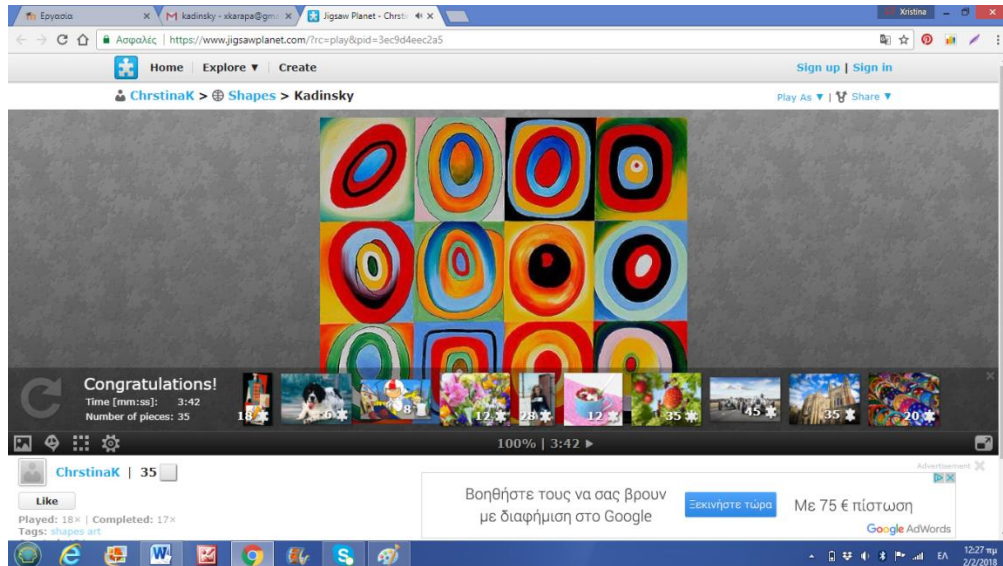 Εργασία
kadinsky - xkarapa@gm
Jigsaw Planet - Chrstin
Xristina
Ασφαλές | https://www.jigsawplanet.com/?rc=play&pid=3ec9d4eec2a5
Home Explore ▼ Create
Sign up | Sign in
ChrstinaK > Shapes > Kadinsky
Play As ▼ | Share ▼
Congratulations!
Time [mm:ss]: 3:42
Number of pieces: 35
18 6 8 12 28 12 35 45 35 20
100% | 3:42
ChrstinaK | 35
Advertisement
Like
Played: 18× | Completed: 17×
Tags: shapes art
Βοηθήστε τους να σας βρουν
με διαφήμιση στο Google
Ξεκινήστε τώρα
Με 75 € πίστωση
Google AdWords
ΕΛ
12:27 πμ
2/2/2018